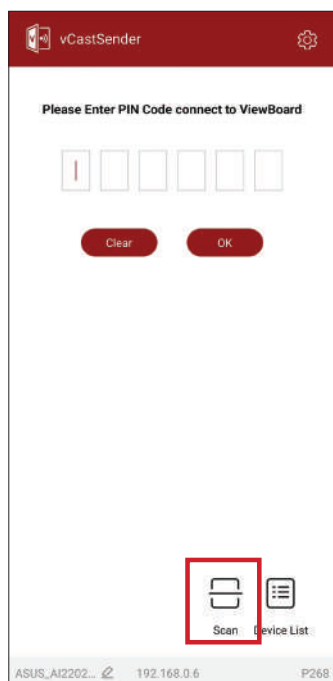 vCastSender
Please Enter PIN Code connect to ViewBoard
Clear OK
Scan Device List
ASUS_AI2202... 192.168.0.6 P268